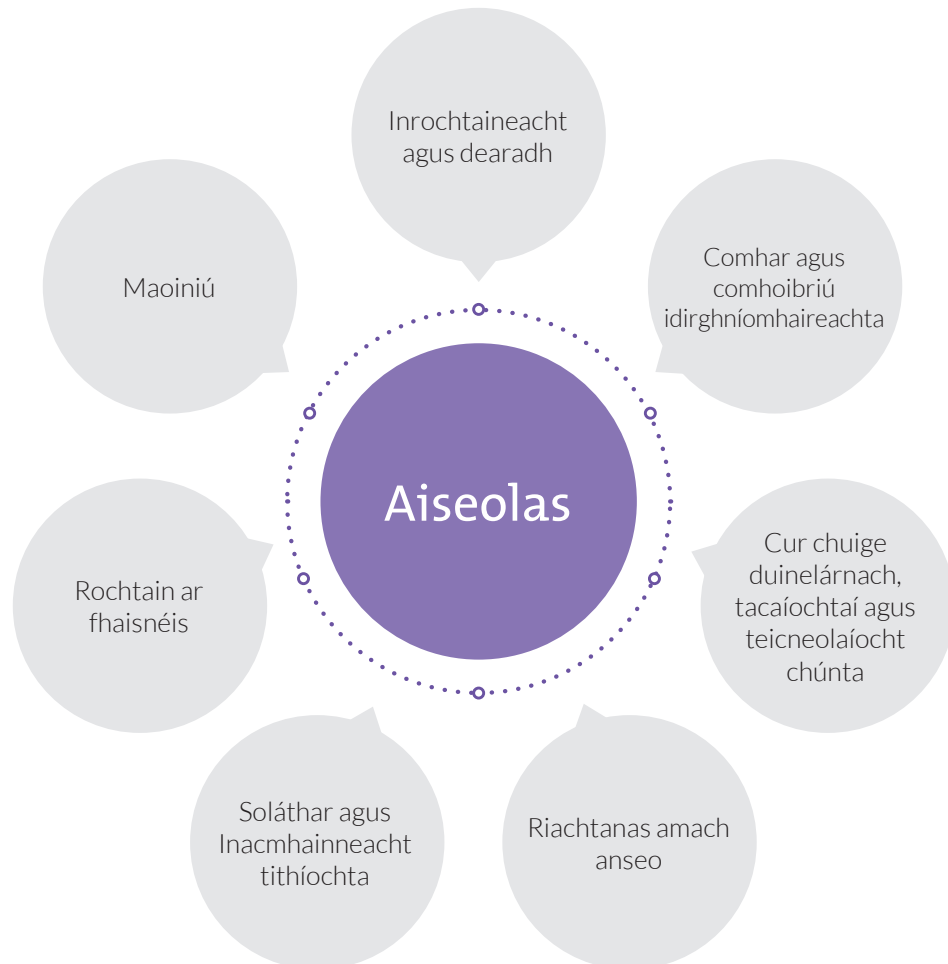 Inrochtaineacht
agus dearadh
Maoiniú
Comhar agus
comhoibriú
idirghníomhaireachta
Aiseolas
Rochtain ar
fhaisnéis
Cur chuige
duinelárnach,
tacaíochtaí agus
teicneolaíocht
chúnta
Soláthar agus
Inacmhainneacht
tithíochta
Riachtanas amach
anseo